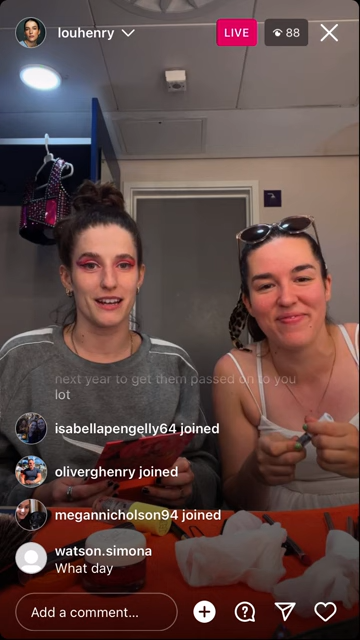 louhenry
LIVE
88
next year to get them passed on to you
lot
isabellapengelly64 joined
oliverghenry joined
megannicholson94 joined
watson.simona
What day
Add a comment...